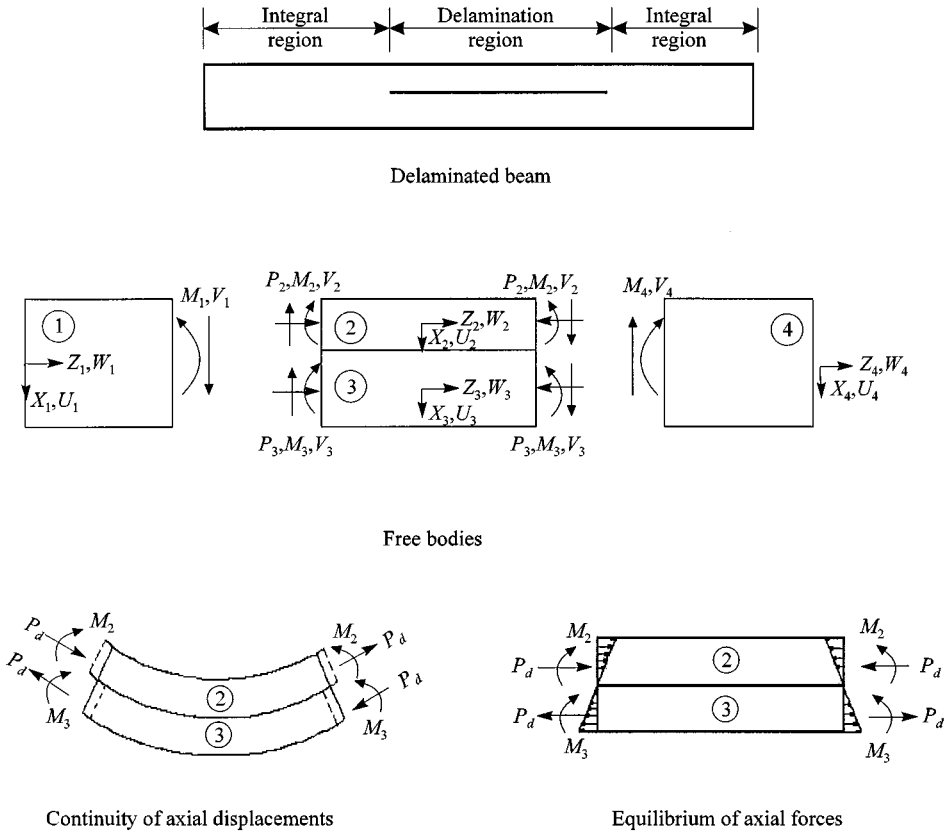 Integral region
Delamination region
Integral region
Delaminated beam
M1,V1
1
Z1,W1
X1,U1
P2,M2,V2
P2,M2,V2
2
Z2,W2
X2,U2
3
Z3,W3
X3,U3
P3,M3,V3
P3,M3,V3
M4,V4
4
Z4,W4
X4,U4
Free bodies
Pd
M2
M2
Pd
Pd
Pd
M3
M3
2
3
Continuity of axial displacements
M2
M2
Pd
Pd
2
Pd
Pd
3
M3
M3
Equilibrium of axial forces